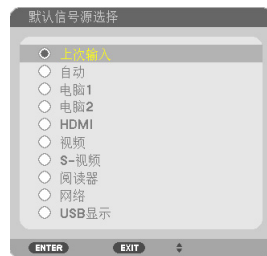 默认信号源选择
上次输入
自动
电脑1
电脑2
HDMI
视频
S-视频
阅读器
网络
USB显示
ENTER EXIT